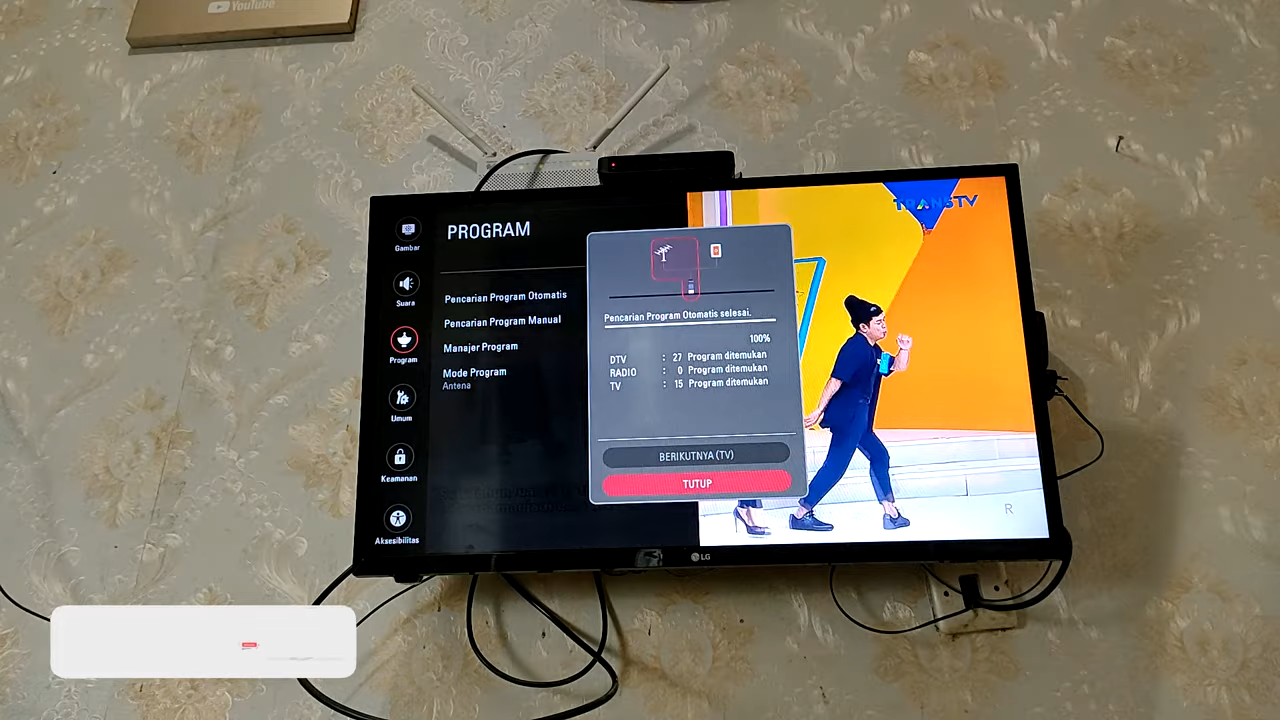 YouTube
TRANSTV
Gambar
Suara
Program
Umum
Keamanan
Aksesibilitas
PROGRAM
Pencarian Program Otomatis
Pencarian Program Manual
Manajer Program
Mode Program
Antena
Pencarian Program Otomatis selesai.
100%
DTV : 27 Program ditemukan
RADIO : 0 Program ditemukan
TV : 15 Program ditemukan
BERIKUTNYA (TV)
TUTUP
R
LG